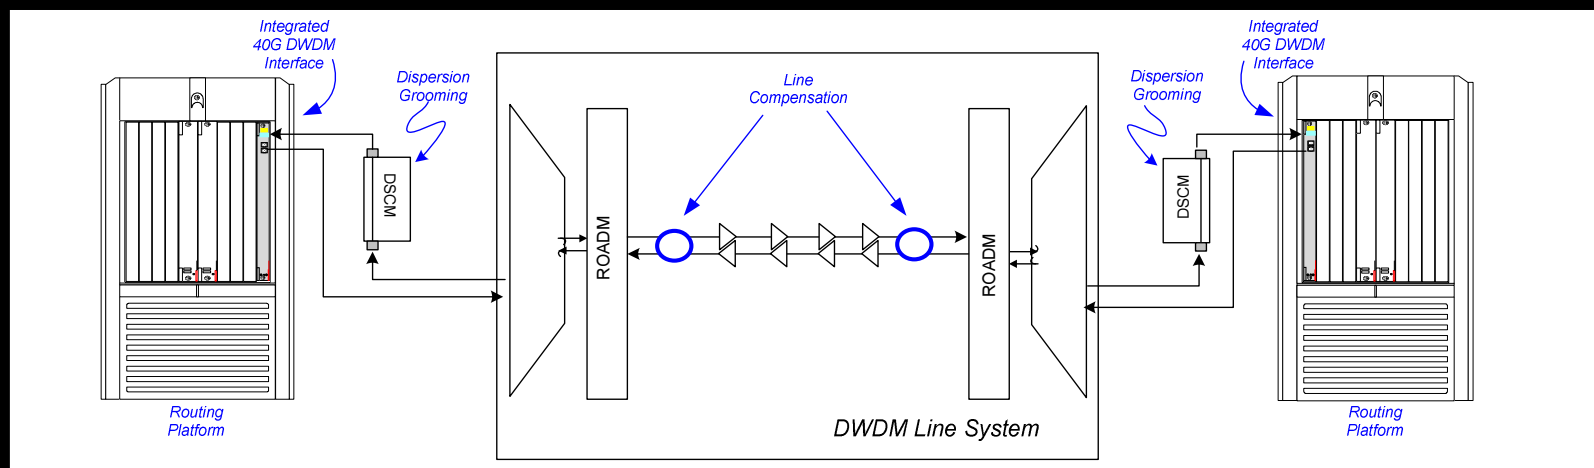 Integrated
40G DWDM
Interface
Dispersion
Grooming
Line
Compensation
Dispersion
Grooming
Integrated
40G DWDM
Interface
DSCM
ROADM
ROADM
DSCM
DWDM Line System
Routing
Platform
Routing
Platform